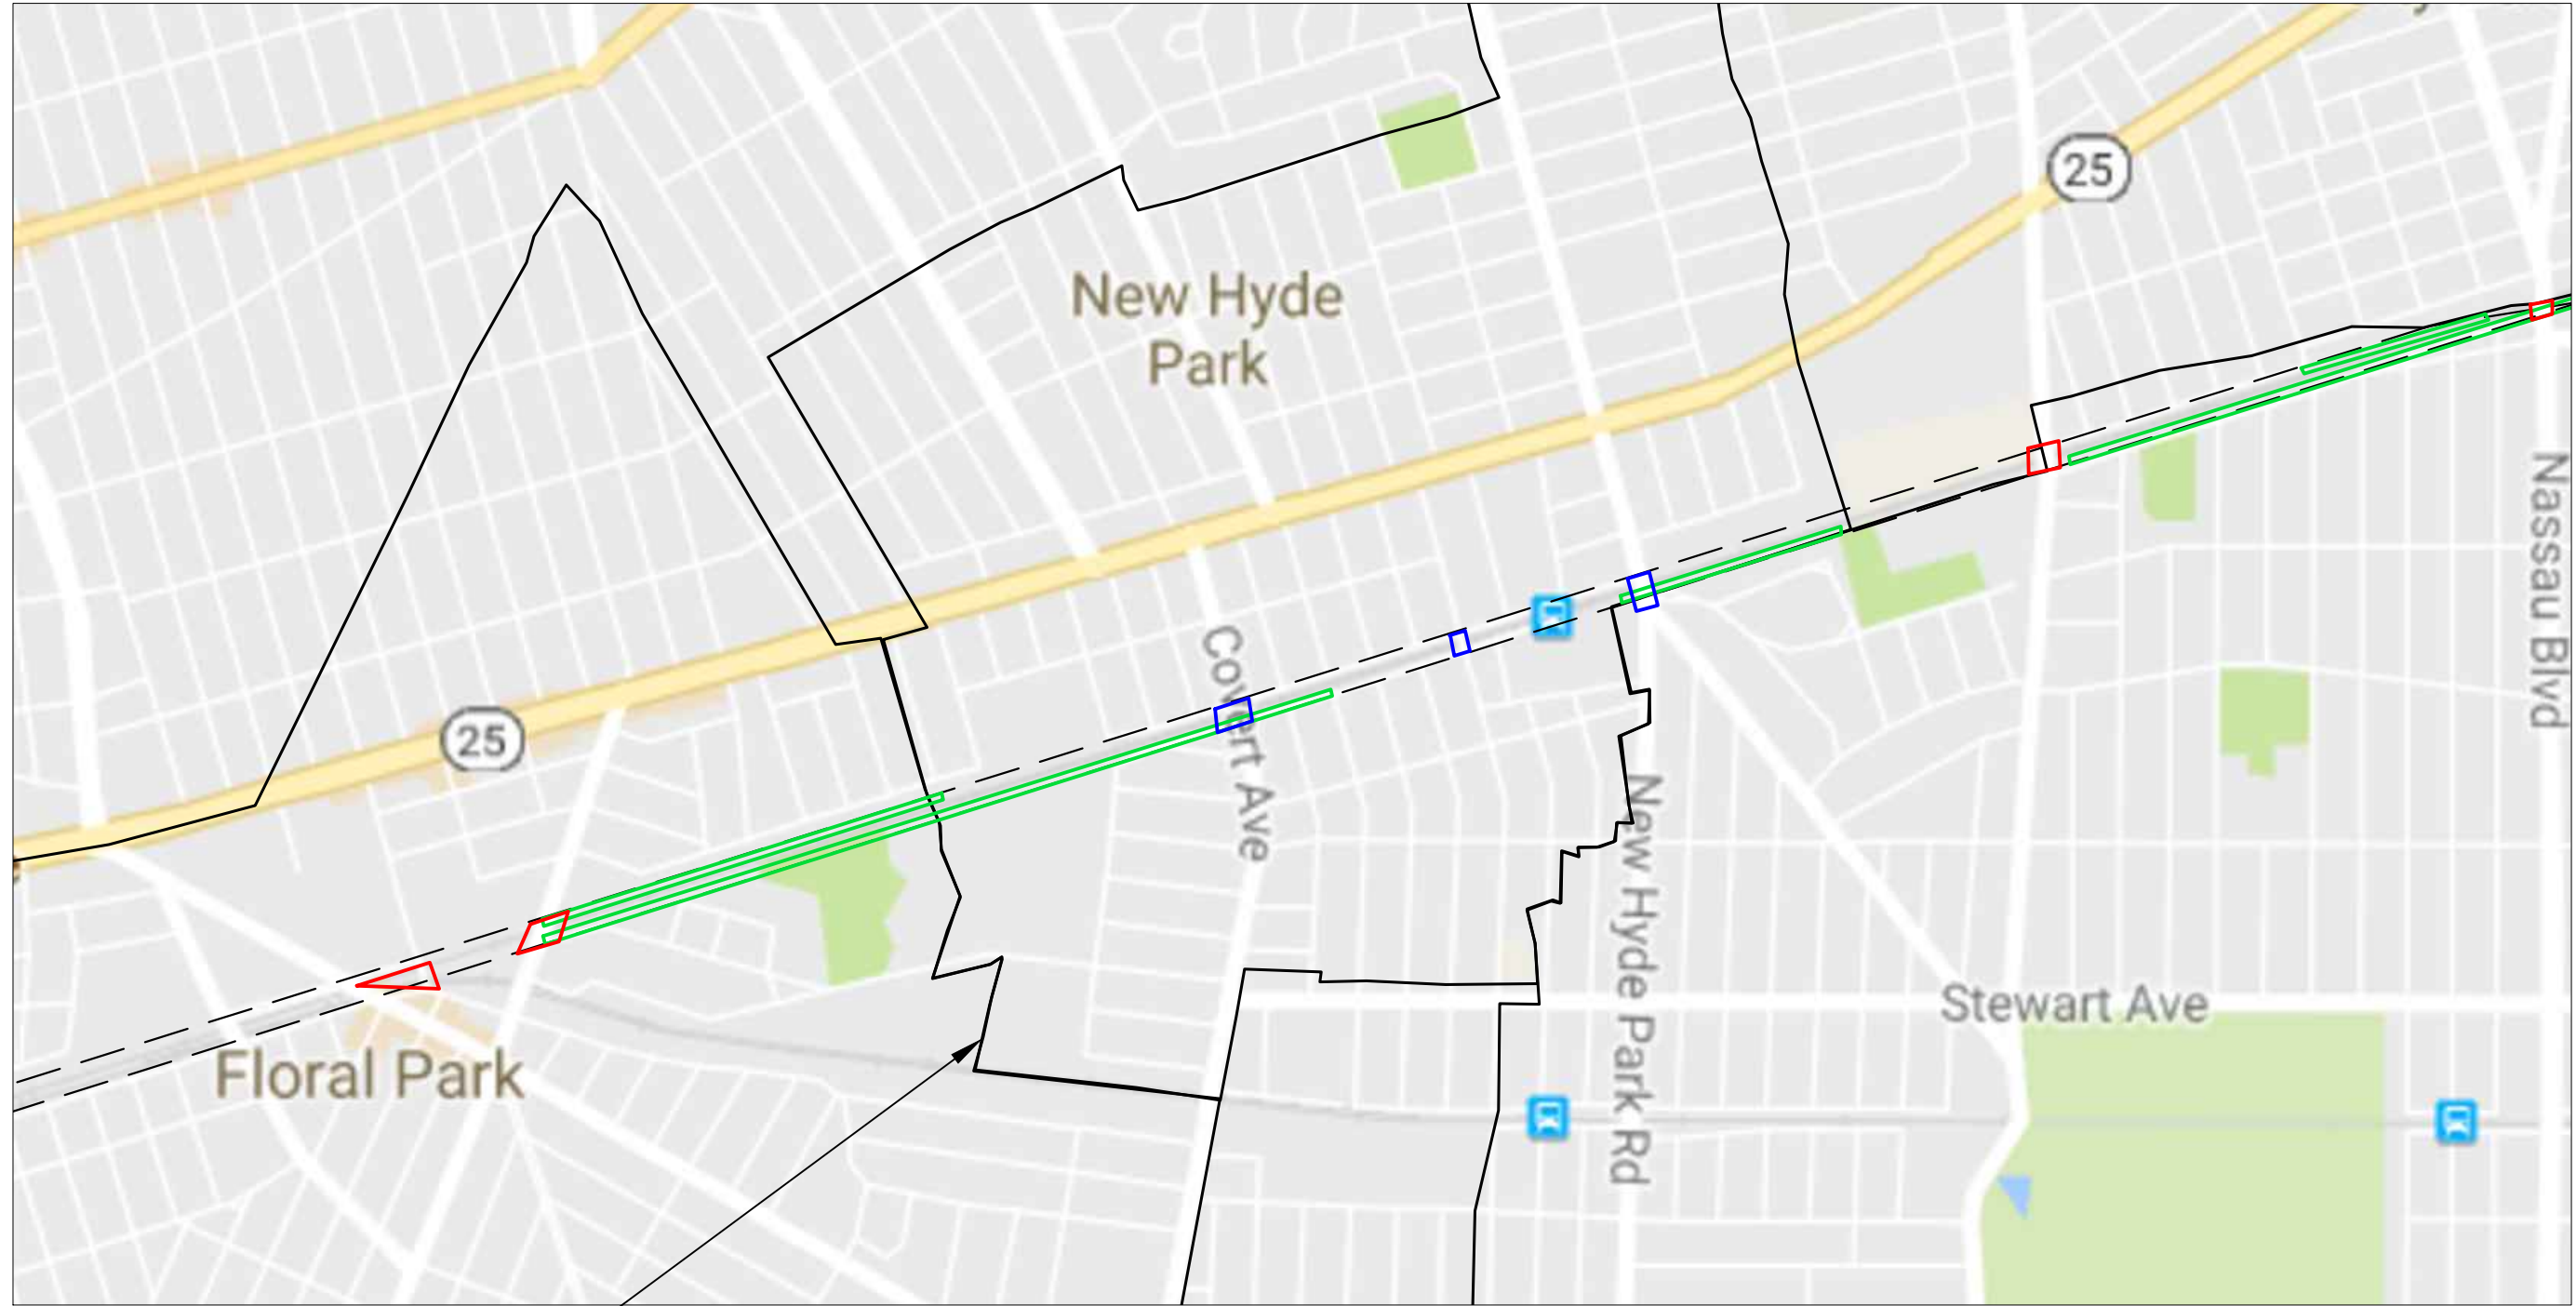 25
New Hyde
Park
Nassau Blvd
Covert Ave
25
New Hyde Park Rd
Stewart Ave
Floral Park